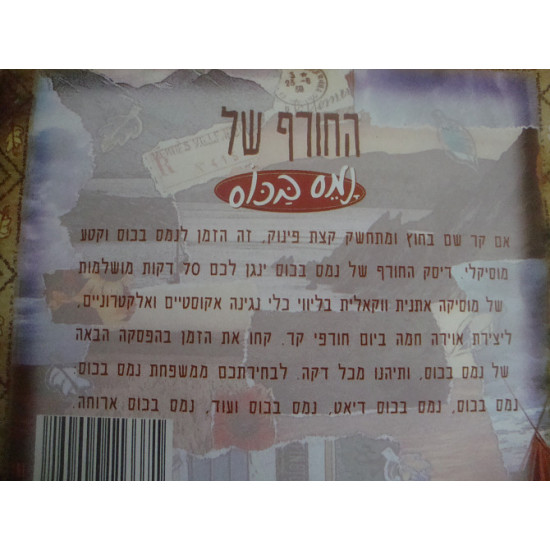 החורף של
נמס בכוס
אם קר שם בחוץ ומתחשק קצת פינוק, זה הזמן לנמס בכוס וקטע
מוסיקלי. דיסק החורף של נמס בכוס ינגן לכם 70 דקות מושלמות
של מוסיקה אתנית ווקאלית בליווי כלי נגינה אקוסטיים ואלקטרוניים,
ליצירת אוירה חמה ביום חורפי קר. קחו את הזמן בהפסקה הבאה
של נמס בכוס, ותיהנו מכל דקה. לבחירתכם ממשפחת נמס בכוס
נמס בכוס, נמס בכוס דיאט, נמס בכוס ועוד, נמס בכוס ארוחה.